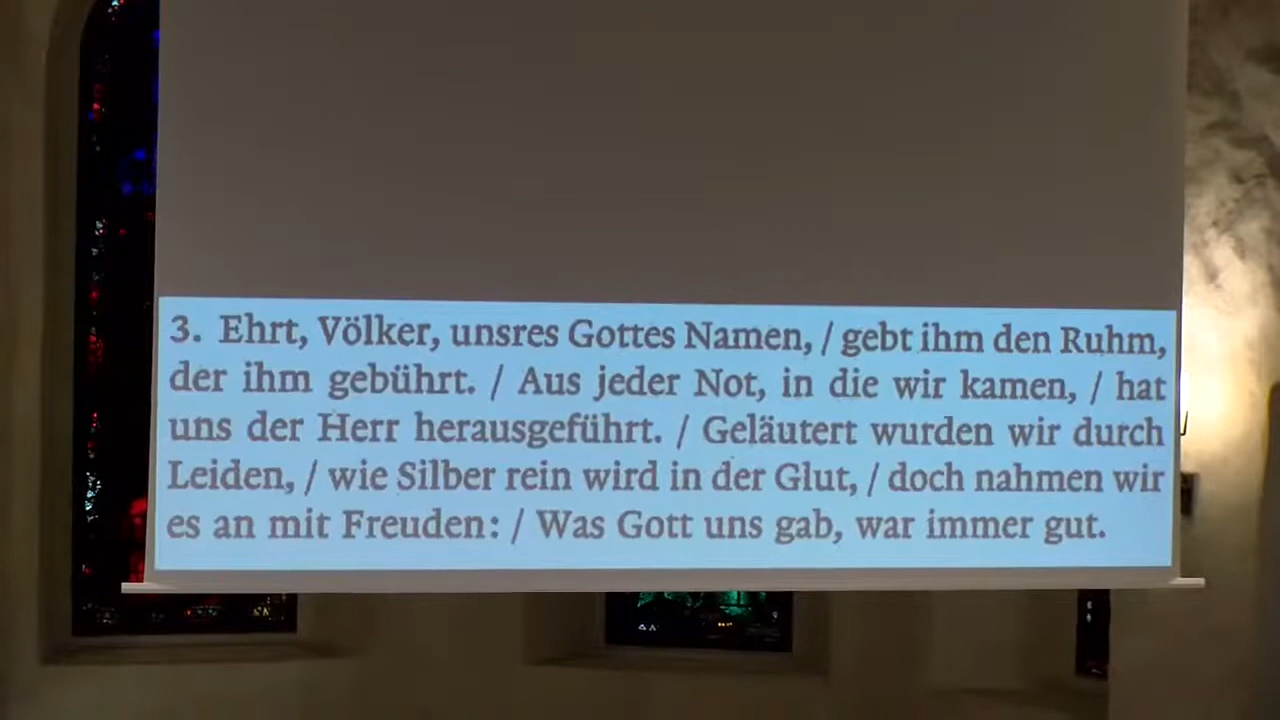 3. Ehrt, Völker, unsres Gottes Namen, / gebt ihm den Ruhm,
der ihm gebührt. / Aus jeder Not, in die wir kamen, / hat
uns der Herr herausgeführt. / Geläutert wurden wir durch
Leiden, / wie Silber rein wird in der Glut, / doch nahmen wir
es an mit Freuden: / Was Gott uns gab, war immer gut.